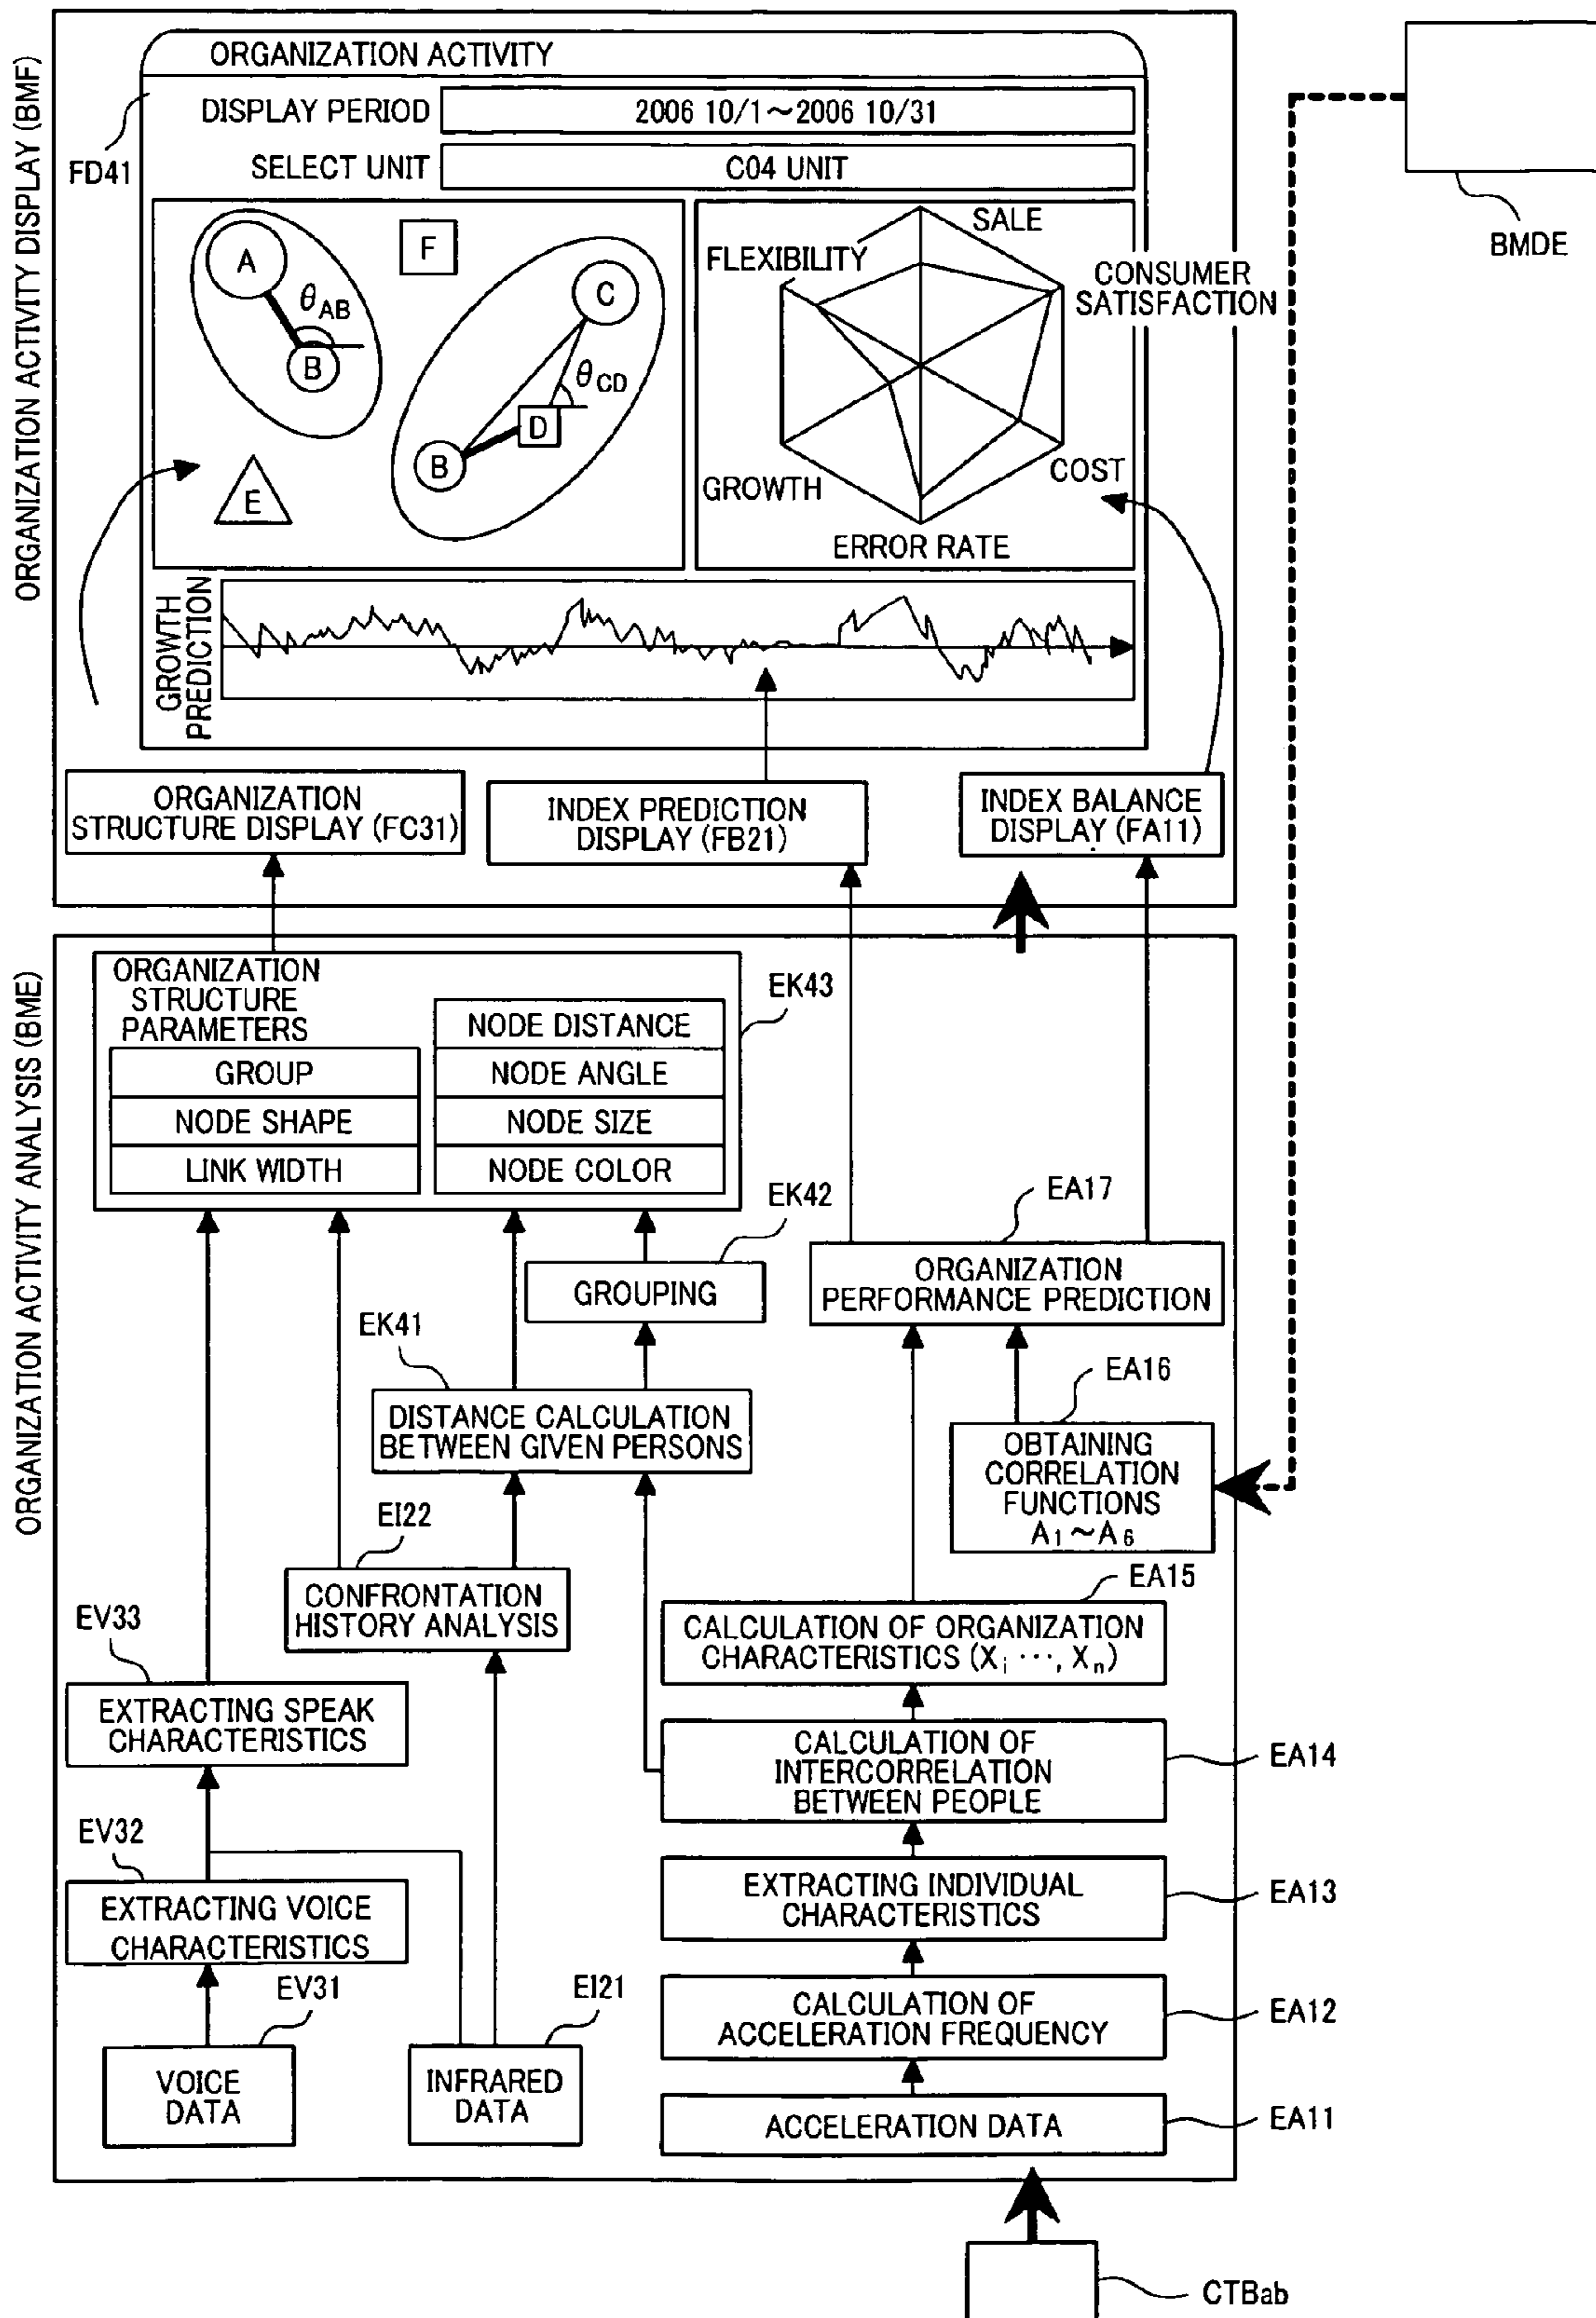 ORGANIZATION ACTIVITY DISPLAY (BMF)
ORGANIZATION ACTIVITY
DISPLAY PERIOD
2006 10/1~2006 10/31
FD41
SELECT UNIT
C04 UNIT
A
θAB
B
F
C
θCD
D
B
E
SALE
FLEXIBILITY
CONSUMER
SATISFACTION
COST
GROWTH
ERROR RATE
GROWTH
PREDICTION
BMDE
ORGANIZATION
STRUCTURE DISPLAY (FC31)
INDEX PREDICTION
DISPLAY (FB21)
INDEX BALANCE
DISPLAY (FA11)
ORGANIZATION ACTIVITY ANALYSIS (BME)
ORGANIZATION
STRUCTURE
PARAMETERS
GROUP
NODE SHAPE
LINK WIDTH
NODE DISTANCE
NODE ANGLE
NODE SIZE
NODE COLOR
EK43
EK42
GROUPING
EA17
ORGANIZATION
PERFORMANCE PREDICTION
EK41
DISTANCE CALCULATION
BETWEEN GIVEN PERSONS
EA16
OBTAINING
CORRELATION
FUNCTIONS
A1~A6
EI22
CONFRONTATION
HISTORY ANALYSIS
EA15
CALCULATION OF ORGANIZATION
CHARACTERISTICS (Xi ···, Xn)
EV33
EXTRACTING SPEAK
CHARACTERISTICS
CALCULATION OF
INTERCORRELATION
BETWEEN PEOPLE
EA14
EV32
EXTRACTING VOICE
CHARACTERISTICS
EXTRACTING INDIVIDUAL
CHARACTERISTICS
EA13
EV31
VOICE
DATA
EI21
INFRARED
DATA
CALCULATION OF
ACCELERATION FREQUENCY
EA12
ACCELERATION DATA
EA11
CTBab